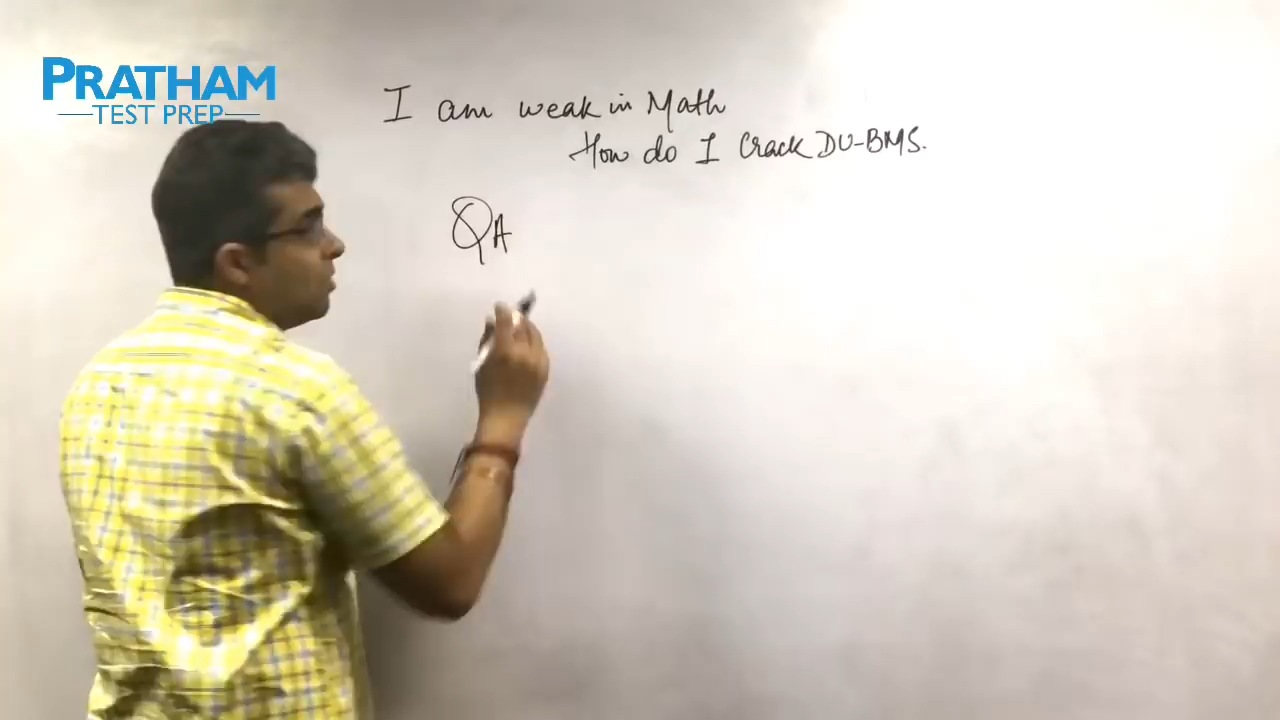 PRATHAM
TEST PREP
I am weak in Math
How do I Crack DU-BMS.
QA